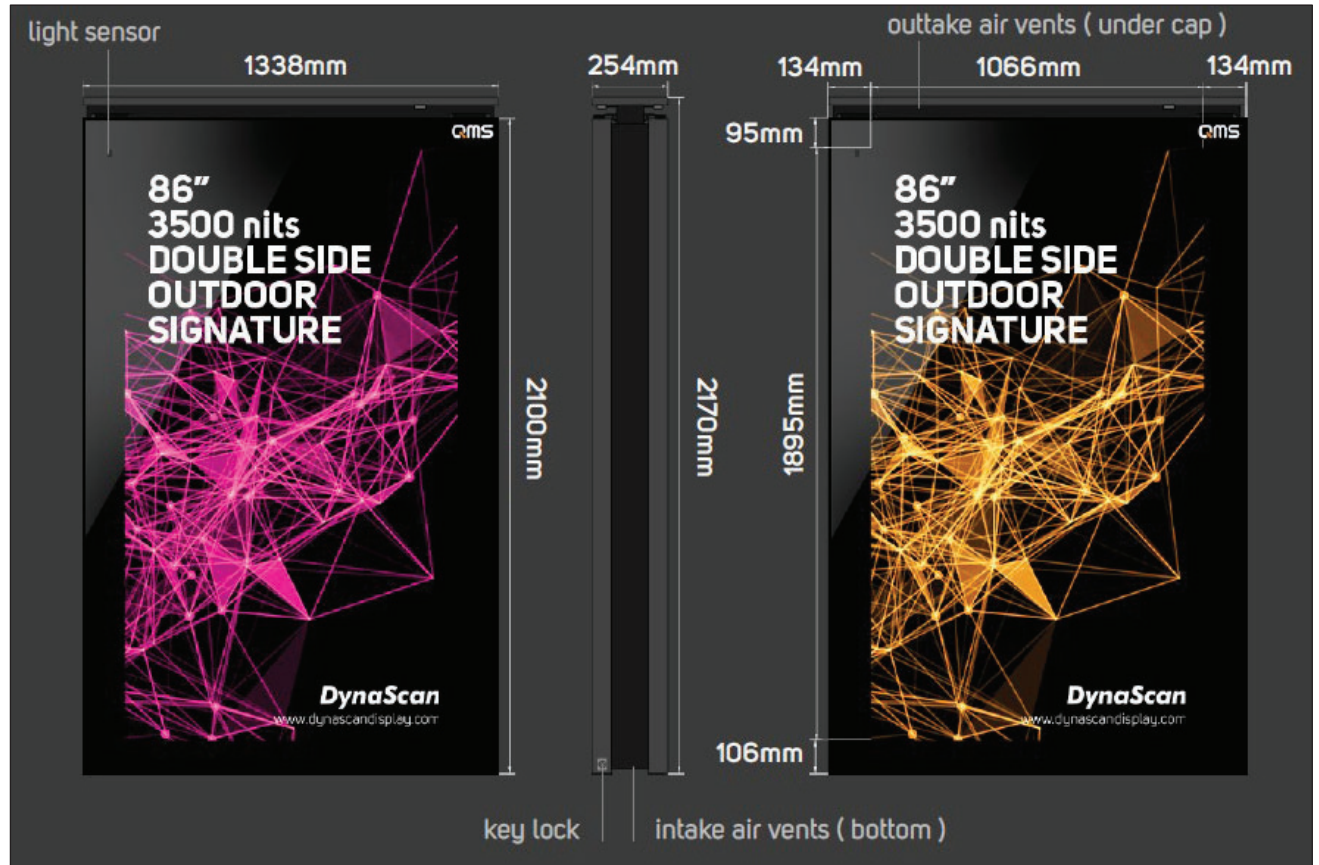 light sensor
outtake air vents ( under cap )
1338mm
254mm
134mm
1066mm
134mm
95mm
QMS
86”
3500 nits
DOUBLE SIDE
OUTDOOR
SIGNATURE
2100mm
DynaScan
www.dynascandisplay.com
2170mm
1895mm
QMS
86”
3500 nits
DOUBLE SIDE
OUTDOOR
SIGNATURE
DynaScan
www.dynascandisplay.com
106mm
key lock
intake air vents ( bottom )